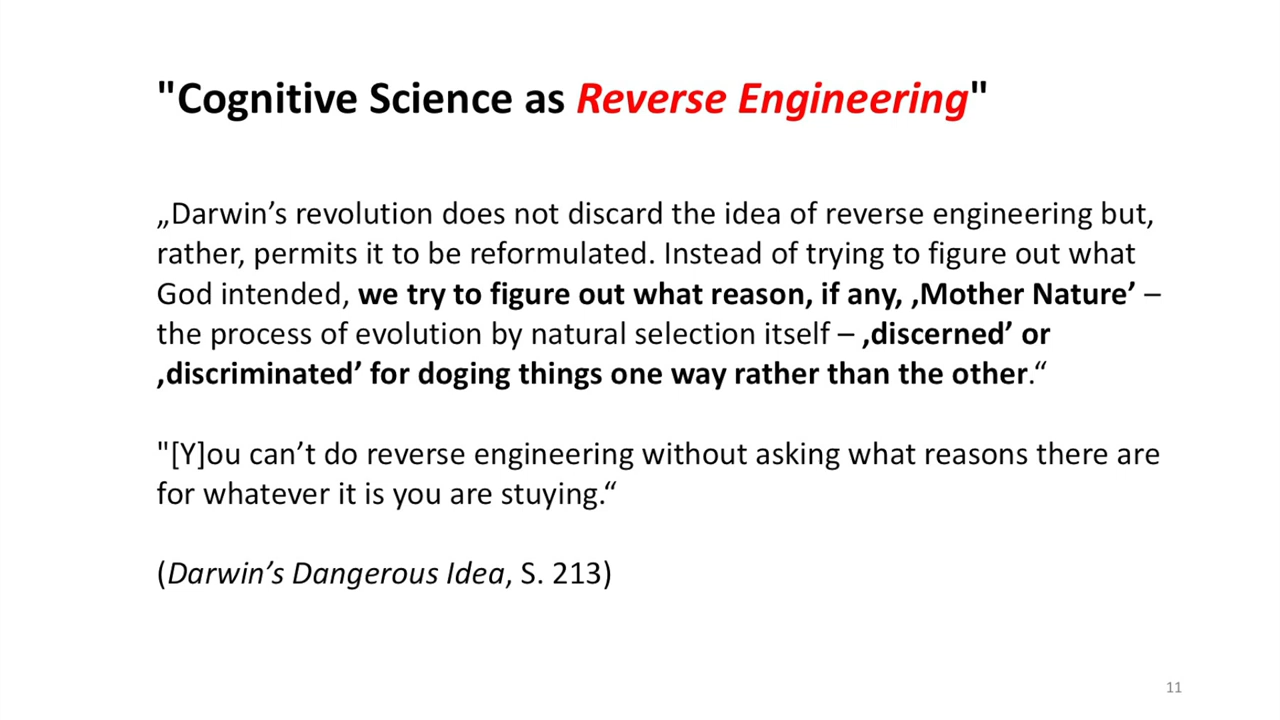 "Cognitive Science as Reverse Engineering"
„Darwin’s revolution does not discard the idea of reverse engineering but,
rather, permits it to be reformulated. Instead of trying to figure out what
God intended, we try to figure out what reason, if any, ‚Mother Nature’ –
the process of evolution by natural selection itself – ‚discerned’ or
‚discriminated’ for doging things one way rather than the other.“
"[Y]ou can’t do reverse engineering without asking what reasons there are
for whatever it is you are stuying.“
(Darwin’s Dangerous Idea, S. 213)
11